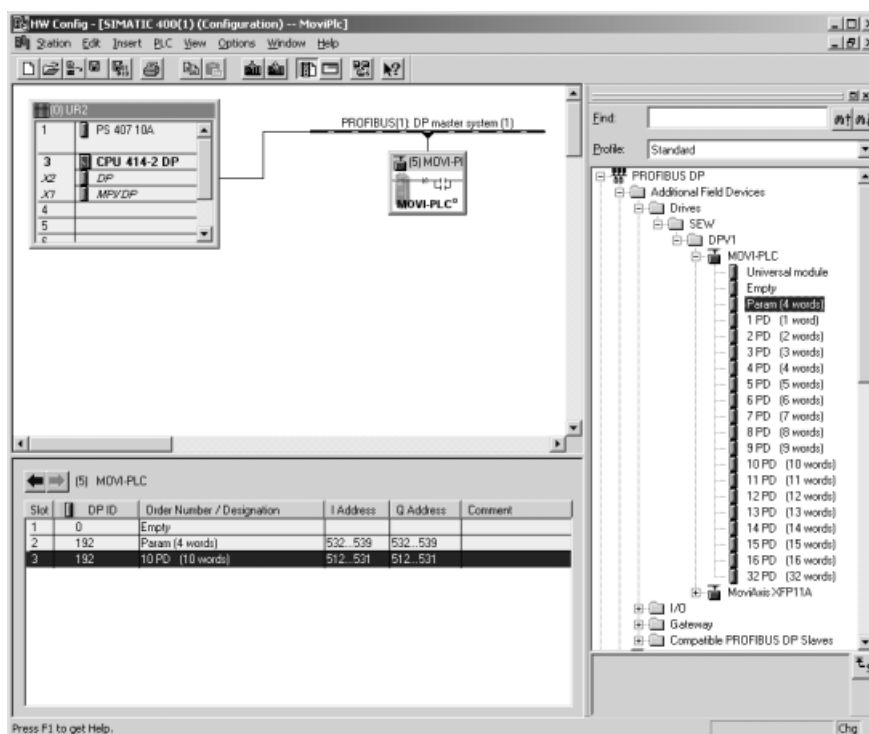 HW Config - [SIMATIC 400(1) (Configuration) -- MoviPlc]
Station Edit Insert PLC View Options Window Help
(0) UR2
1 PS 407 10A
3 CPU 414-2 DP
X2 DP
X1 MPI/DP
4
5
PROFIBUS(1): DP master system (1)
(5) MOVI-Pl
MOVI-PLC
Find:
Profile: Standard
PROFIBUS DP
Additional Field Devices
Drives
SEW
DPV1
MOVI-PLC
Universal module
Empty
Param (4 words)
1 PD (1 word)
2 PD (2 words)
3 PD (3 words)
4 PD (4 words)
5 PD (5 words)
6 PD (6 words)
7 PD (7 words)
8 PD (8 words)
9 PD (9 words)
10 PD (10 words)
11 PD (11 words)
12 PD (12 words)
13 PD (13 words)
14 PD (14 words)
15 PD (15 words)
16 PD (16 words)
32 PD (32 words)
MoviAxis XFP11A
I/O
Gateway
Compatible PROFIBUS DP Slaves
(5) MOVI-PLC
Slot DP ID Order Number / Designation I Address Q Address Comment
1 0 Empty
2 192 Param (4 words) 532...539 532...539
3 192 10 PD (10 words) 512...531 512...531
Press F1 to get Help.
Chg